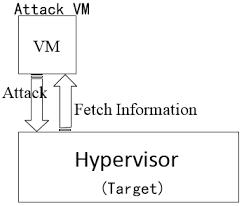 Attack VM
VM
Attack
Fetch Information
Hypervisor
(Target)